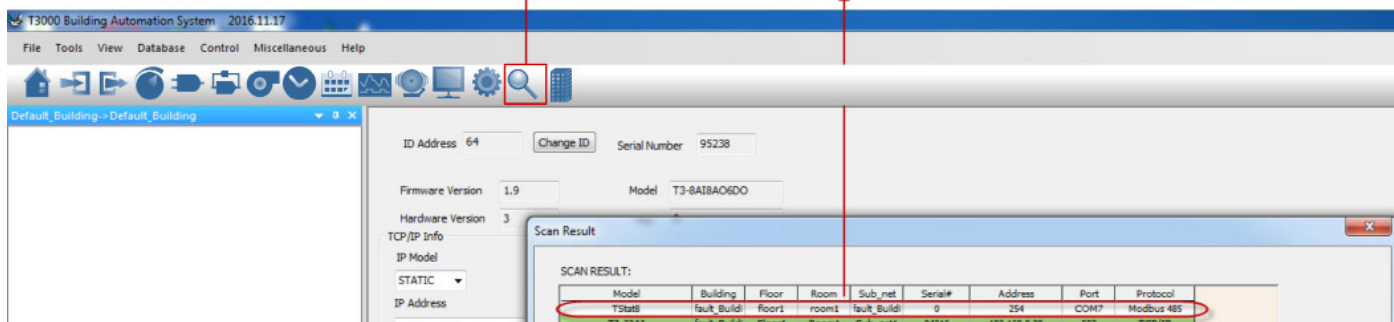 T3000 Building Automation System 2016.11.17
File Tools View Database Control Miscellaneous Help
Default_Building->Default_Building
ID Address 64 Change ID Serial Number 95238
Firmware Version 1.9 Model T3-8AI8AO6DO
Hardware Version 3
TCP/IP Info
Scan Result
IP Model
STATIC
SCAN RESULT:
IP Address
Model Building Floor Room Sub_net Serial# Address Port Protocol
TStat8 fault_Buildi floor1 room1 fault_Buildi 0 254 COM7 Modbus 485